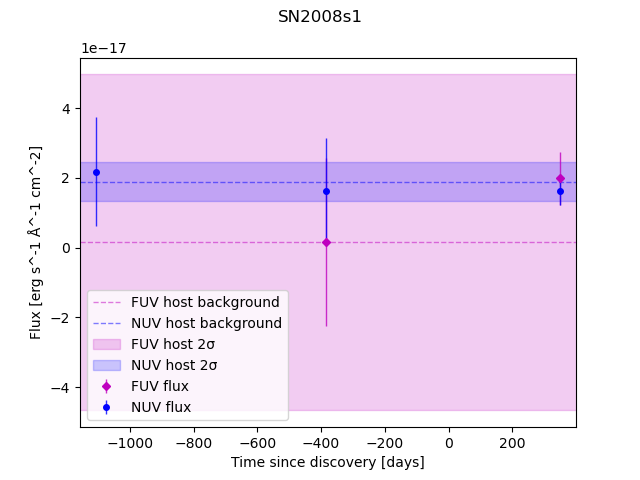 SN2008s1
1e−17
Flux [erg s^-1 Å^-1 cm^-2]
4
2
0
−2
−4
FUV host background
NUV host background
FUV host 2σ
NUV host 2σ
FUV flux
NUV flux
−1000 −800 −600 −400 −200 0 200
Time since discovery [days]